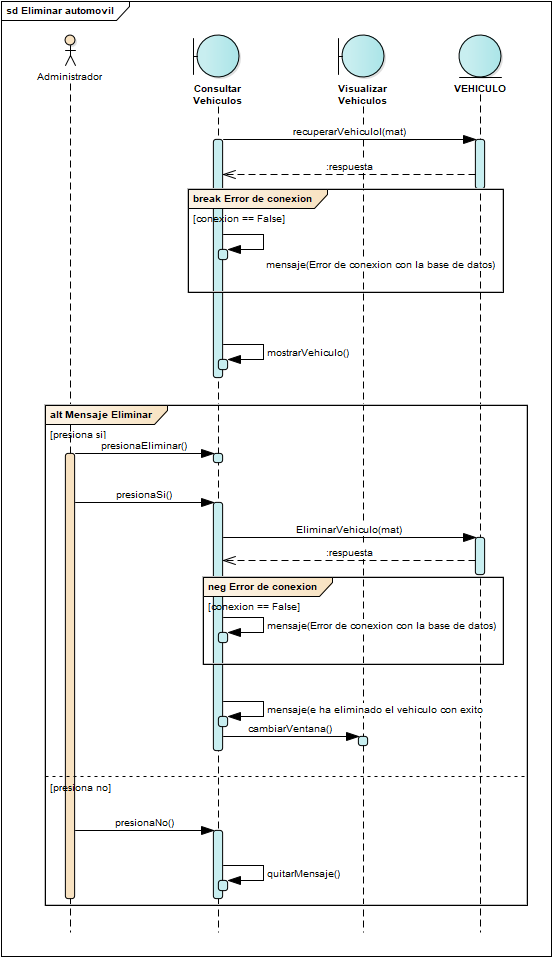 sd Eliminar automovil
Administrador
Consultar
Vehiculos
Visualizar
Vehiculos
VEHICULO
recuperarVehiculol(mat)
:respuesta
break Error de conexion
[conexion == False]
mensaje(Error de conexion con la base de datos)
mostrarVehiculo()
alt Mensaje Eliminar
[presiona si]
presionaEliminar()
presionaSi()
EliminarVehiculo(mat)
:respuesta
neg Error de conexion
[conexion == False]
mensaje(Error de conexion con la base de datos)
mensaje(e ha eliminado el vehiculo con exito
cambiarVentana()
[presiona no]
presionaNo()
quitarMensaje()